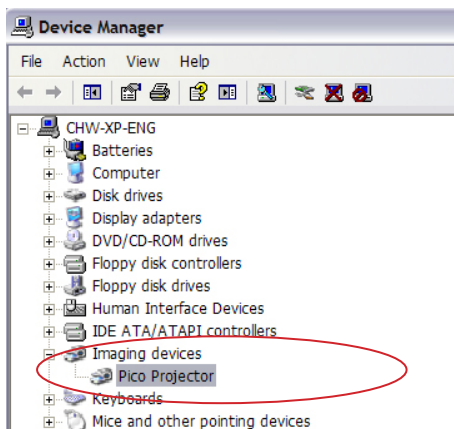 Device Manager
File Action View Help
CHW-XP-ENG
Batteries
Computer
Disk drives
Display adapters
DVD/CD-ROM drives
Floppy disk controllers
Floppy disk drives
Human Interface Devices
IDE ATA/ATAPI controllers
Imaging devices
Pico Projector
Keyboards
Mice and other pointing devices